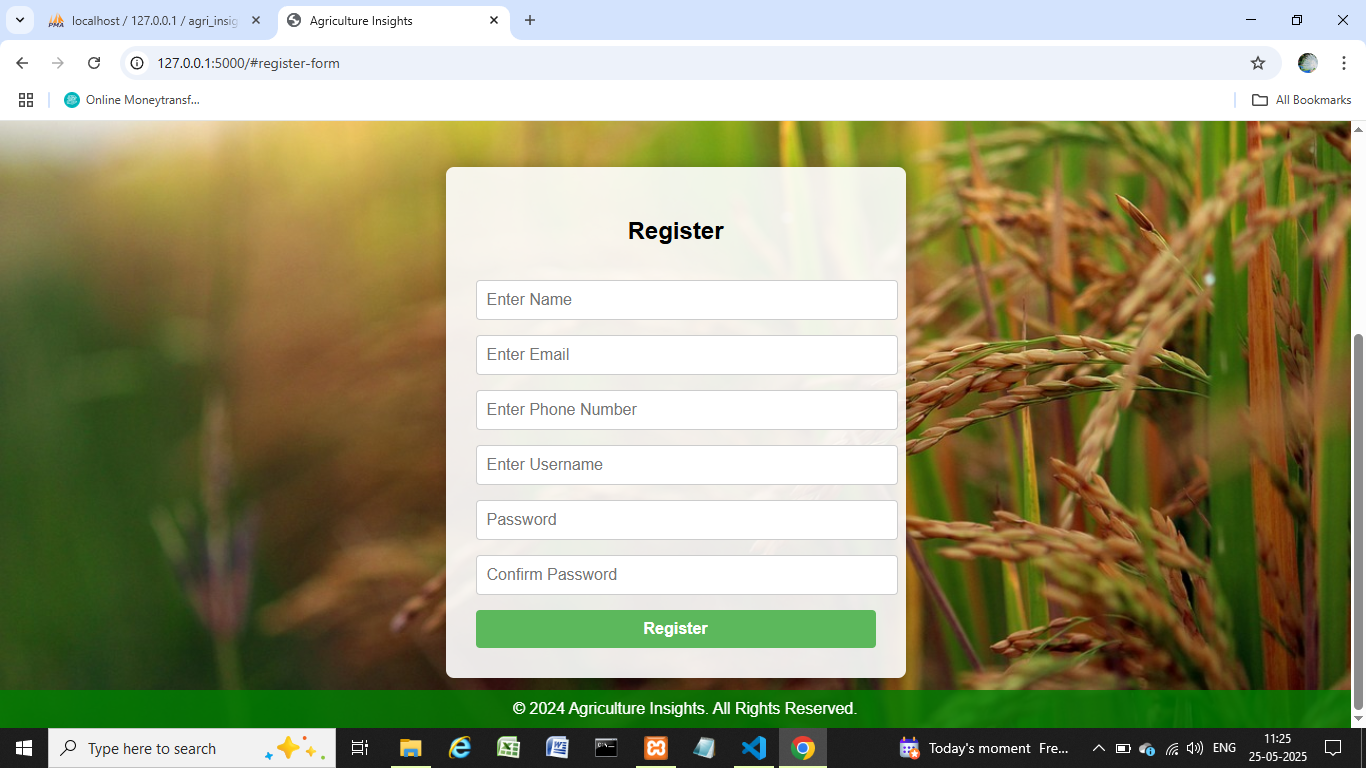 localhost / 127.0.0.1 / agri_insig
Agriculture Insights
127.0.0.1:5000/#register-form
Online Moneytransf...
All Bookmarks
Register
Enter Name
Enter Email
Enter Phone Number
Enter Username
Password
Confirm Password
Register
© 2024 Agriculture Insights. All Rights Reserved.
Type here to search
Today's moment Fre...
ENG
11:25
25-05-2025